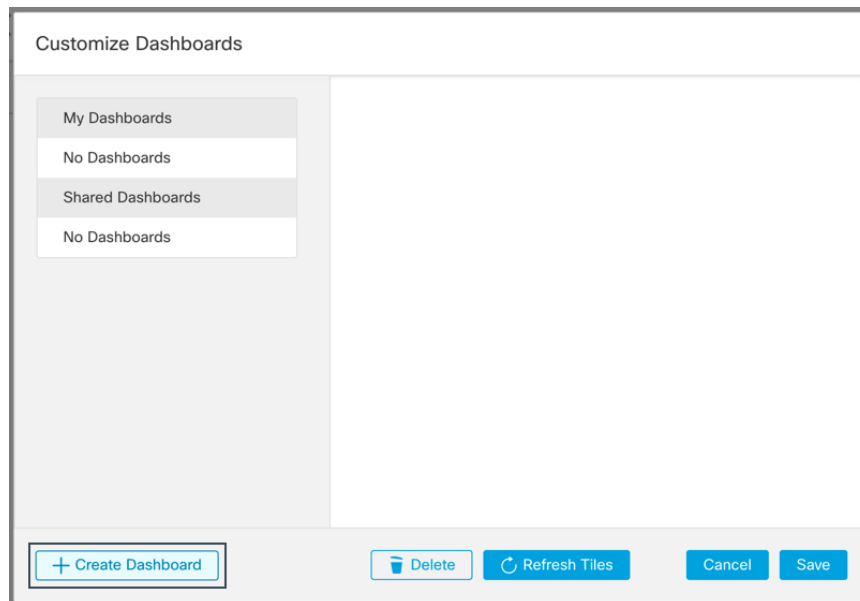 Customize Dashboards
My Dashboards
No Dashboards
Shared Dashboards
No Dashboards
Create Dashboard
Delete
Refresh Tiles
Cancel
Save